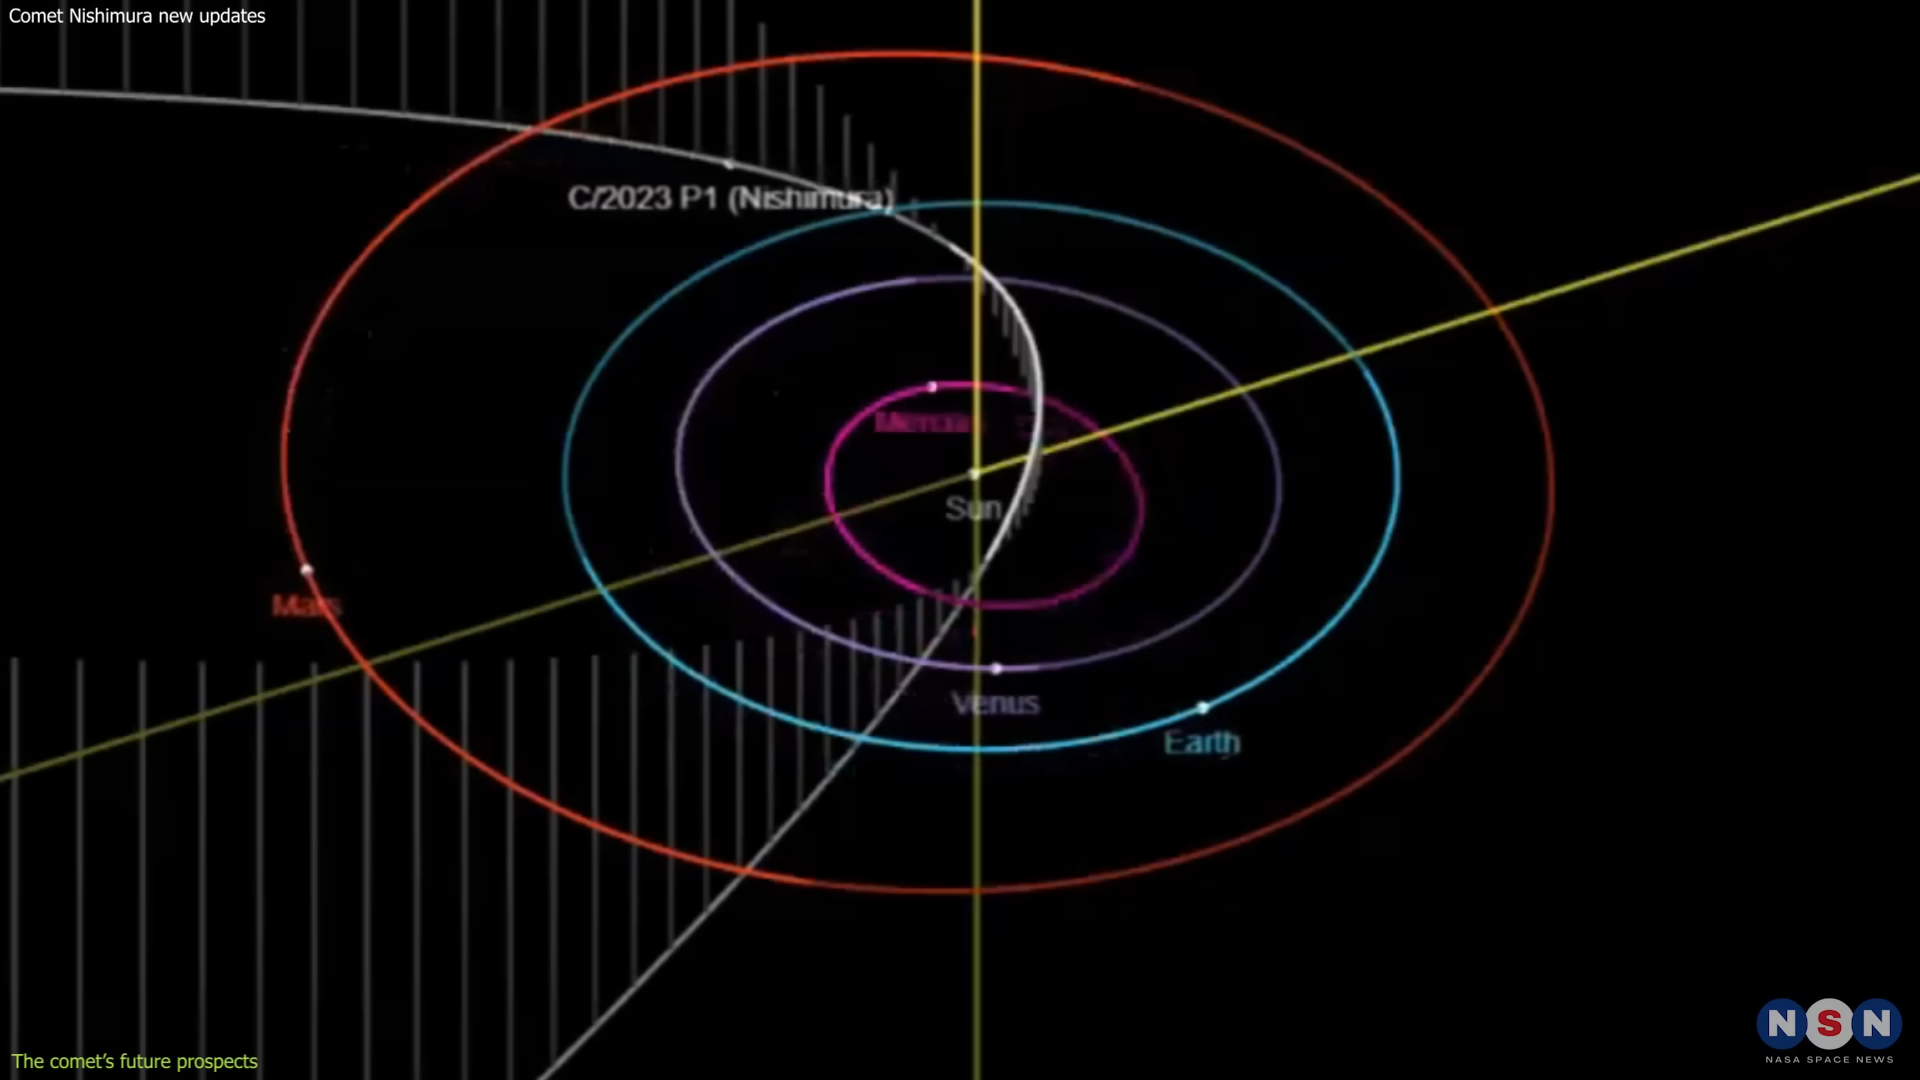 Comet Nishimura new updates
C/2023 P1 (Nishimura)
Sun
Mars
Venus
Earth
NSN
NASA SPACE NEWS
The comet’s future prospects